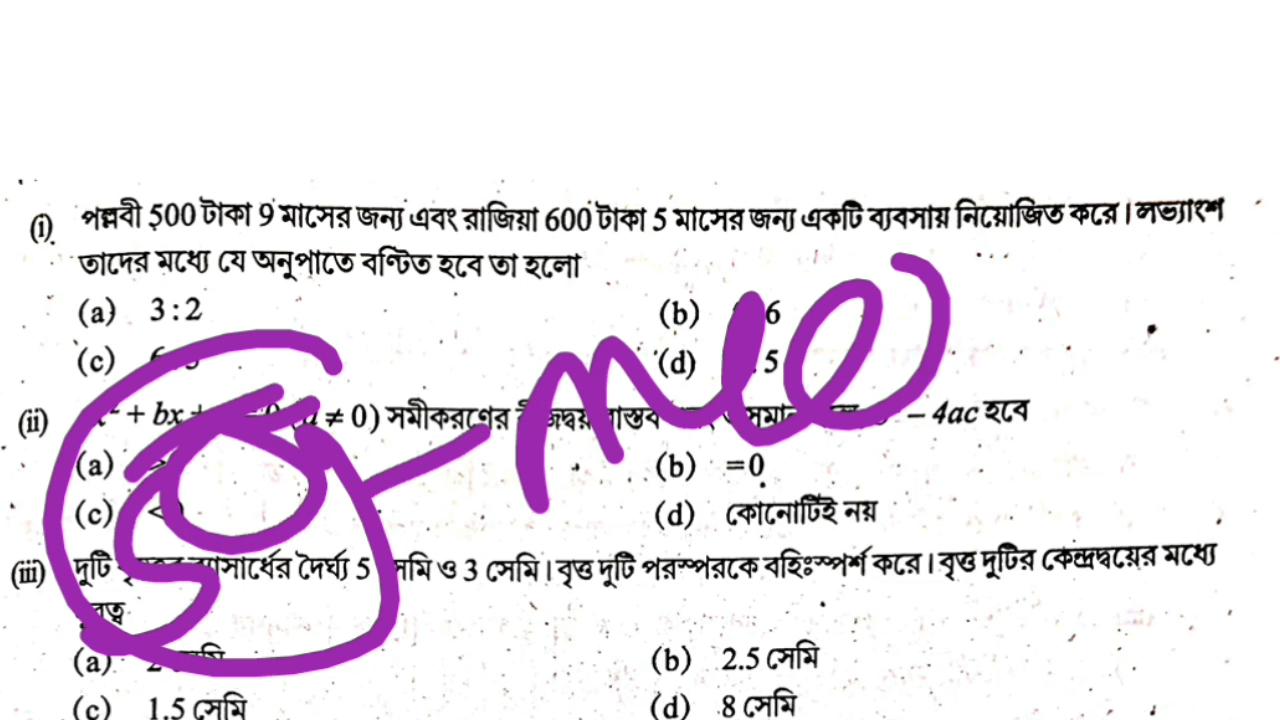 (i) পল্লবী 500 টাকা 9 মাসের জন্য এবং রাজিয়া 600 টাকা 5 মাসের জন্য একটি ব্যবসায় নিয়োজিত করে। লভ্যাংশ
তাদের মধ্যে যে অনুপাতে বণ্টিত হবে তা হলো
(a) 3:2 (b) 6
(c) (d) 5
(ii) + bx + ≠ 0) সমীকরণের – 4ac হবে
(a) (b) =0
(c) < (d) কোনোটিই নয়
(iii) দুটি দৈর্ঘ্য 5 ও 3 সেমি। বৃত্ত দুটি পরস্পরকে বহিঃস্পর্শ করে। বৃত্ত দুটির কেন্দ্রদ্বয়ের মধ্যে
(a) (b) 2.5 সেমি
(c) 1.5 সেমি (d) 8 সেমি